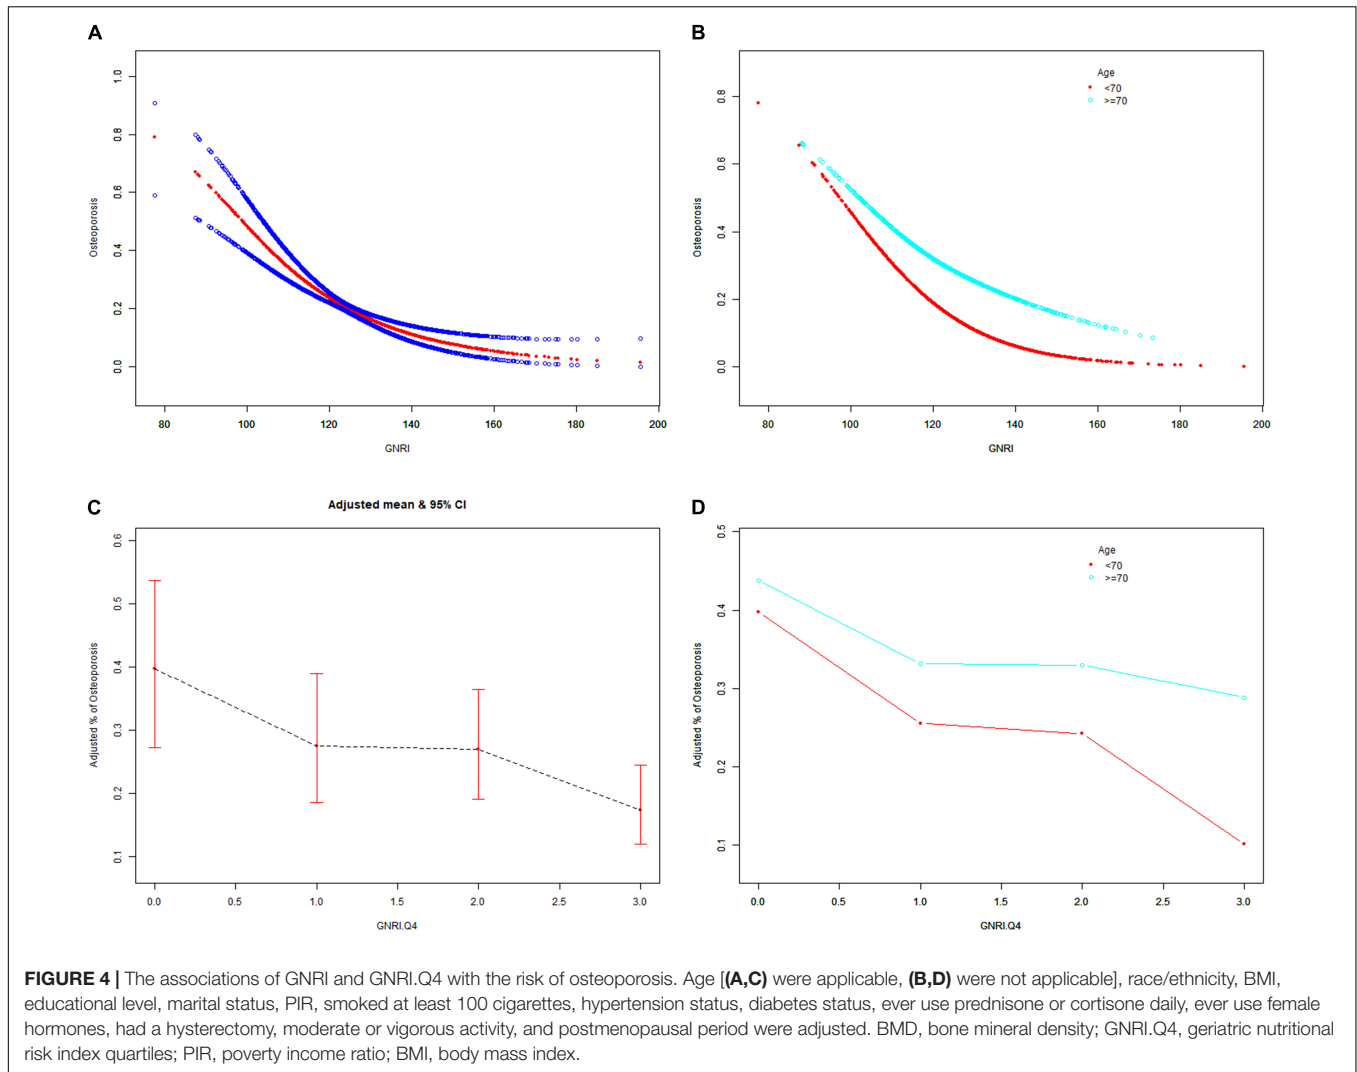 A
1.0
0.8
0.6
0.4
0.2
0.0
Osteoporosis
80 100 120 140 160 180 200
GNRI
B
Age
<70
>=70
0.8
0.6
0.4
0.2
0.0
Osteoporosis
80 100 120 140 160 180 200
GNRI
C
Adjusted mean & 95% CI
0.6
0.5
0.4
0.3
0.2
0.1
Adjusted % of Osteoporosis
0.0 0.5 1.0 1.5 2.0 2.5 3.0
GNRI.Q4
D
Age
<70
>=70
0.5
0.4
0.3
0.2
0.1
Adjusted % of Osteoporosis
0.0 0.5 1.0 1.5 2.0 2.5 3.0
GNRI.Q4
FIGURE 4 | The associations of GNRI and GNRI.Q4 with the risk of osteoporosis. Age [(A,C) were applicable, (B,D) were not applicable], race/ethnicity, BMI,
educational level, marital status, PIR, smoked at least 100 cigarettes, hypertension status, diabetes status, ever use prednisone or cortisone daily, ever use female
hormones, had a hysterectomy, moderate or vigorous activity, and postmenopausal period were adjusted. BMD, bone mineral density; GNRI.Q4, geriatric nutritional
risk index quartiles; PIR, poverty income ratio; BMI, body mass index.